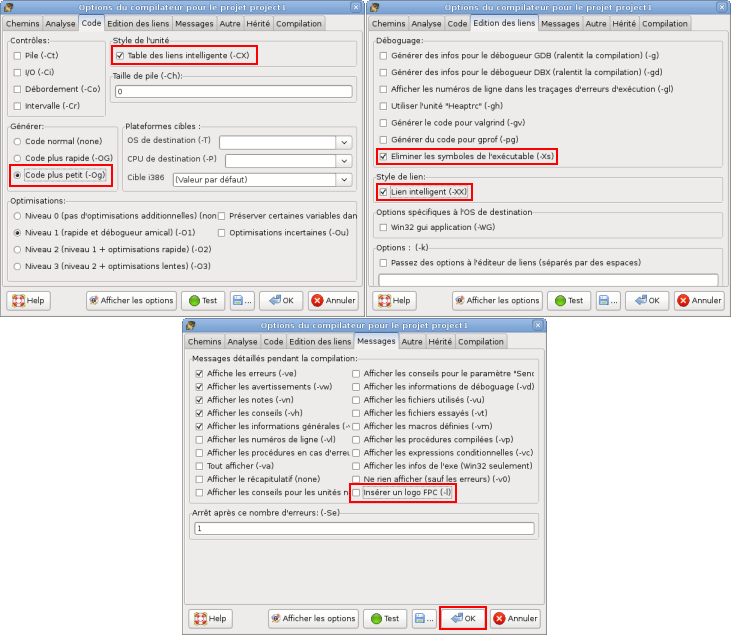 Options du compilateur pour le projet project1
Chemins Analyse Code Edition des liens Messages Autre Hérité Compilation
Contrôles:
Pile (-Ct)
I/O (-Ci)
Débordement (-Co)
Intervalle (-Cr)
Style de l'unité
Table des liens intelligente (-CX)
Taille de pile (-Ch):
0
Générer:
Code normal (none)
Code plus rapide (-OG)
Code plus petit (-Og)
Plateformes cibles :
OS de destination (-T)
CPU de destination (-P)
Cible i386 (Valeur par défaut)
Optimisations:
Niveau 0 (pas d'optimisations additionnelles) (non Préserver certaines variables dan
Niveau 1 (rapide et débogueur amical) (-O1) Optimisations incertaines (-Ou)
Niveau 2 (niveau 1 + optimisations rapide) (-O2)
Niveau 3 (niveau 2 + optimisations lentes) (-O3)
Help Afficher les options Test ... OK Annuler
Options du compilateur pour le projet project1
Chemins Analyse Code Edition des liens Messages Autre Hérité Compilation
Déboguage:
Générer des infos pour le débogueur GDB (ralentit la compilation) (-g)
Générer des infos pour le débogueur DBX (ralentit la compilation) (-gd)
Afficher les numéros de ligne dans les traçages d'erreurs d'exécution (-gl)
Utiliser l'unité "Heaptrc" (-gh)
Générer le code pour valgrind (-gv)
Générer du code pour gprof (-pg)
Eliminer les symboles de l'exécutable (-Xs)
Style de lien:
Lien intelligent (-XX)
Options spécifiques à l'OS de destination
Win32 gui application (-WG)
Options : (-k)
Passez des options à l'éditeur de liens (séparés par des espaces)
Help Afficher les options Test ... OK Annuler
Options du compilateur pour le projet project1
Chemins Analyse Code Edition des liens Messages Autre Hérité Compilation
Messages détaillés pendant la compilation:
Affiche les erreurs (-ve) Afficher les conseils pour le paramètre "Senc
Afficher les avertissements (-vw) Afficher les informations de déboguage (-vd)
Afficher les notes (-vn) Afficher les fichiers utilisés (-vu)
Afficher les conseils (-vh) Afficher les fichiers essayés (-vt)
Afficher les informations générales (-v Afficher les macros définies (-vm)
Afficher les numéros de ligne (-vl) Afficher les procédures compilées (-vp)
Afficher les procédures en cas d'erreu Afficher les expressions conditionnelles (-vc)
Tout afficher (-va) Afficher les infos de l'exe (Win32 seulement)
Afficher le récapitulatif (none) Ne rien afficher (sauf les erreurs) (-v0)
Afficher les conseils pour les unités n Insérer un logo FPC (-l)
Arrêt après ce nombre d'erreurs: (-Se)
1
Help Afficher les options Test ... OK Annuler